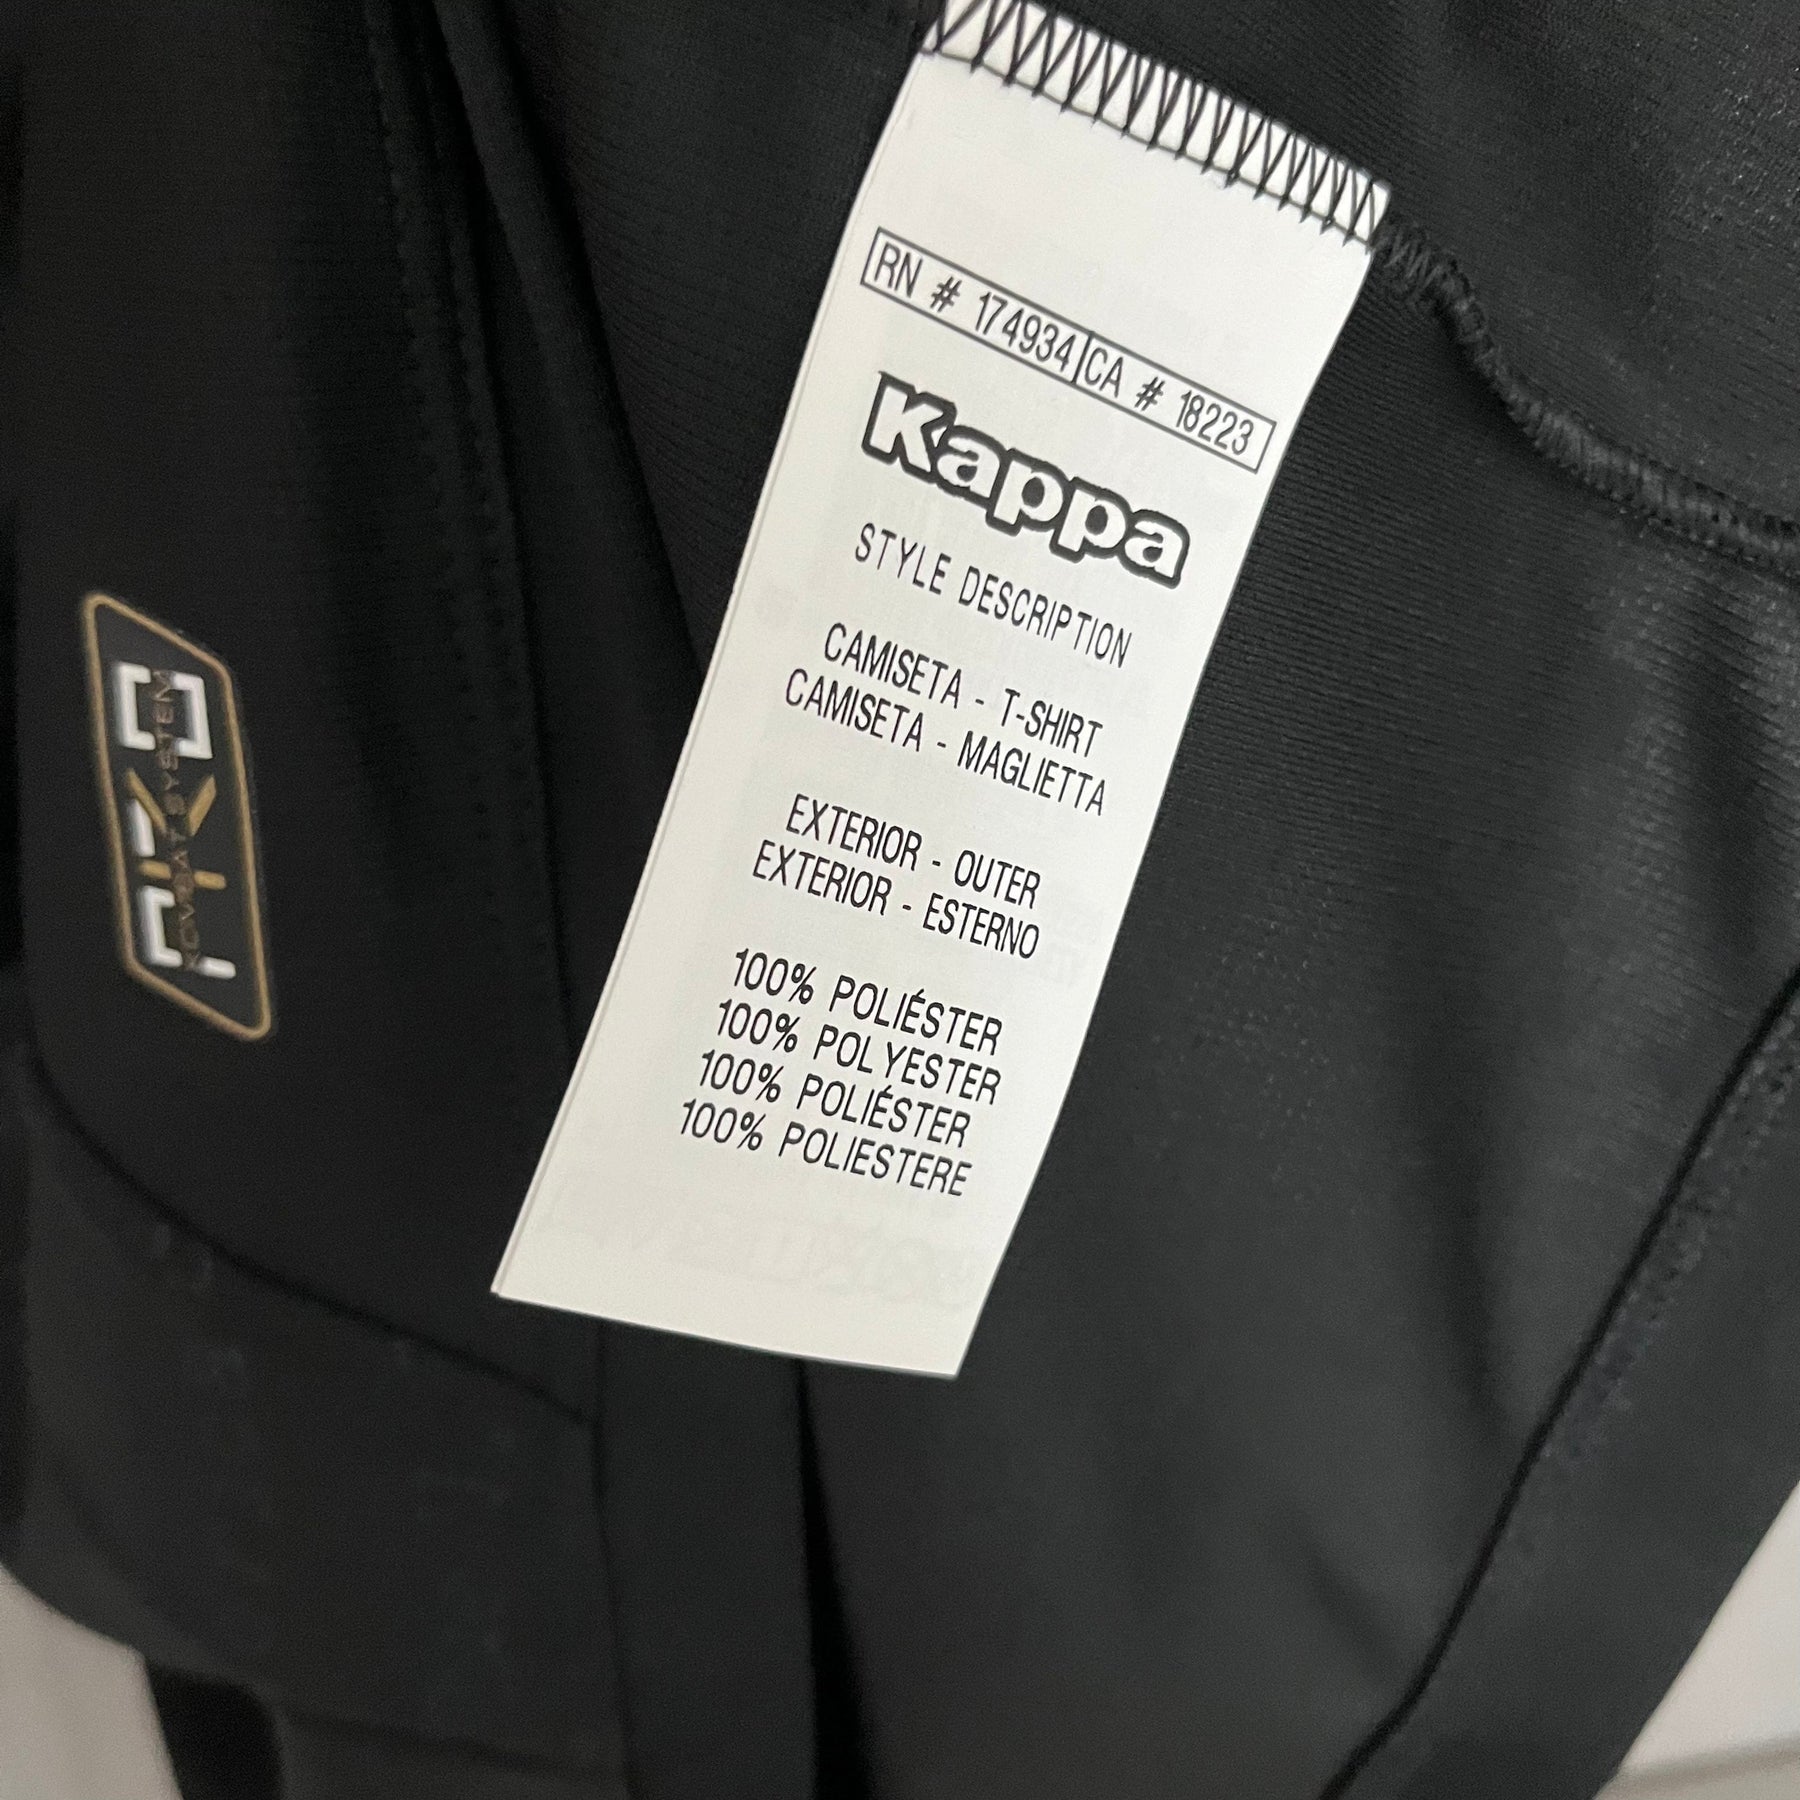 RN # 174934 CA # 18223
Kappa
STYLE DESCRIPTION
CAMISETA - T-SHIRT
CAMISETA - MAGLIETTA
EXTERIOR - OUTER
EXTERIOR - ESTERNO
100% POLIÉSTER
100% POLYESTER
100% POLIÉSTER
100% POLIESTERE
KOMBAT SYSTEM